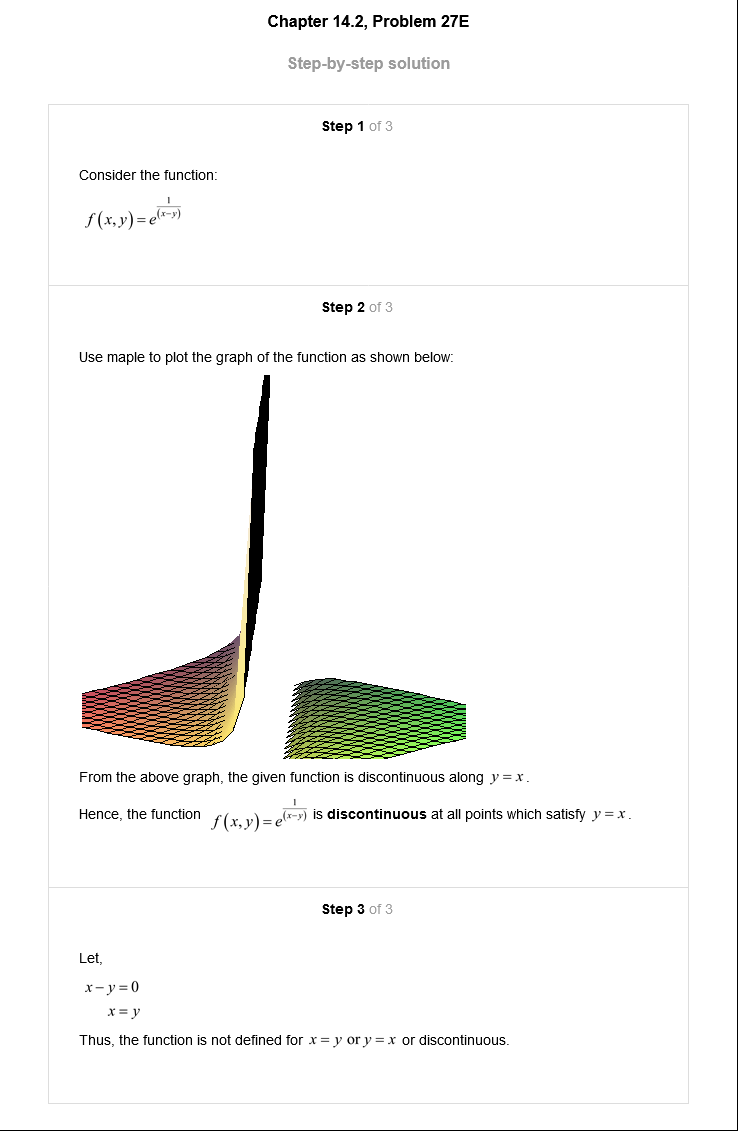 Chapter 14.2, Problem 27E
Step-by-step solution
Step 1 of 3
Consider the function:
f(x, y) = e^{\frac{1}{(x-y)}}
Step 2 of 3
Use maple to plot the graph of the function as shown below:
From the above graph, the given function is discontinuous along y = x.
Hence, the function f(x, y) = e^{\frac{1}{(x-y)}} is discontinuous at all points which satisfy y = x.
Step 3 of 3
Let,
x − y = 0
x = y
Thus, the function is not defined for x = y or y = x or discontinuous.